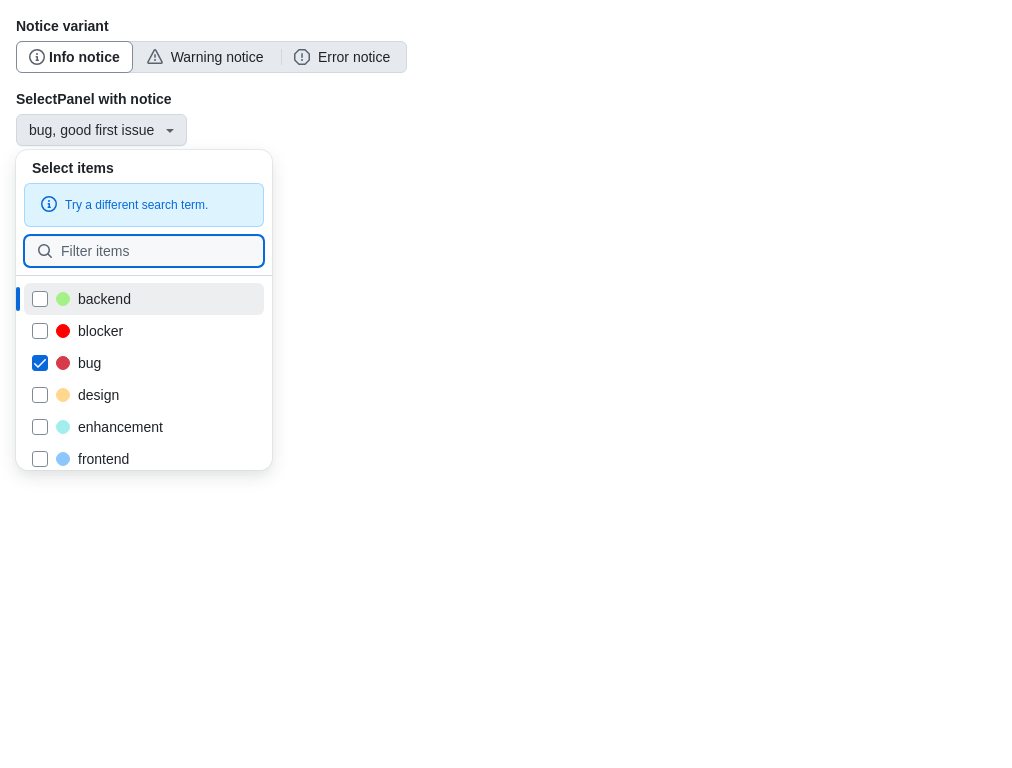 Notice variant
Info notice Warning notice Error notice
SelectPanel with notice
bug, good first issue
Select items
Try a different search term.
Filter items
backend
blocker
bug
design
enhancement
frontend